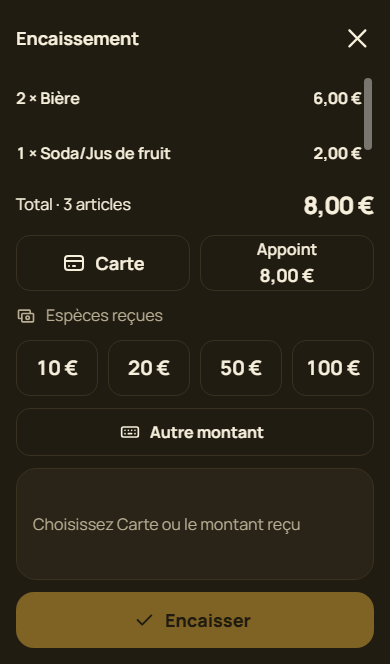 Encaissement
2 × Bière 6,00 €
1 × Soda/Jus de fruit 2,00 €
Total · 3 articles 8,00 €
Carte
Appoint
8,00 €
Espèces reçues
10 € 20 € 50 € 100 €
Autre montant
Choisissez Carte ou le montant reçu
Encaisser